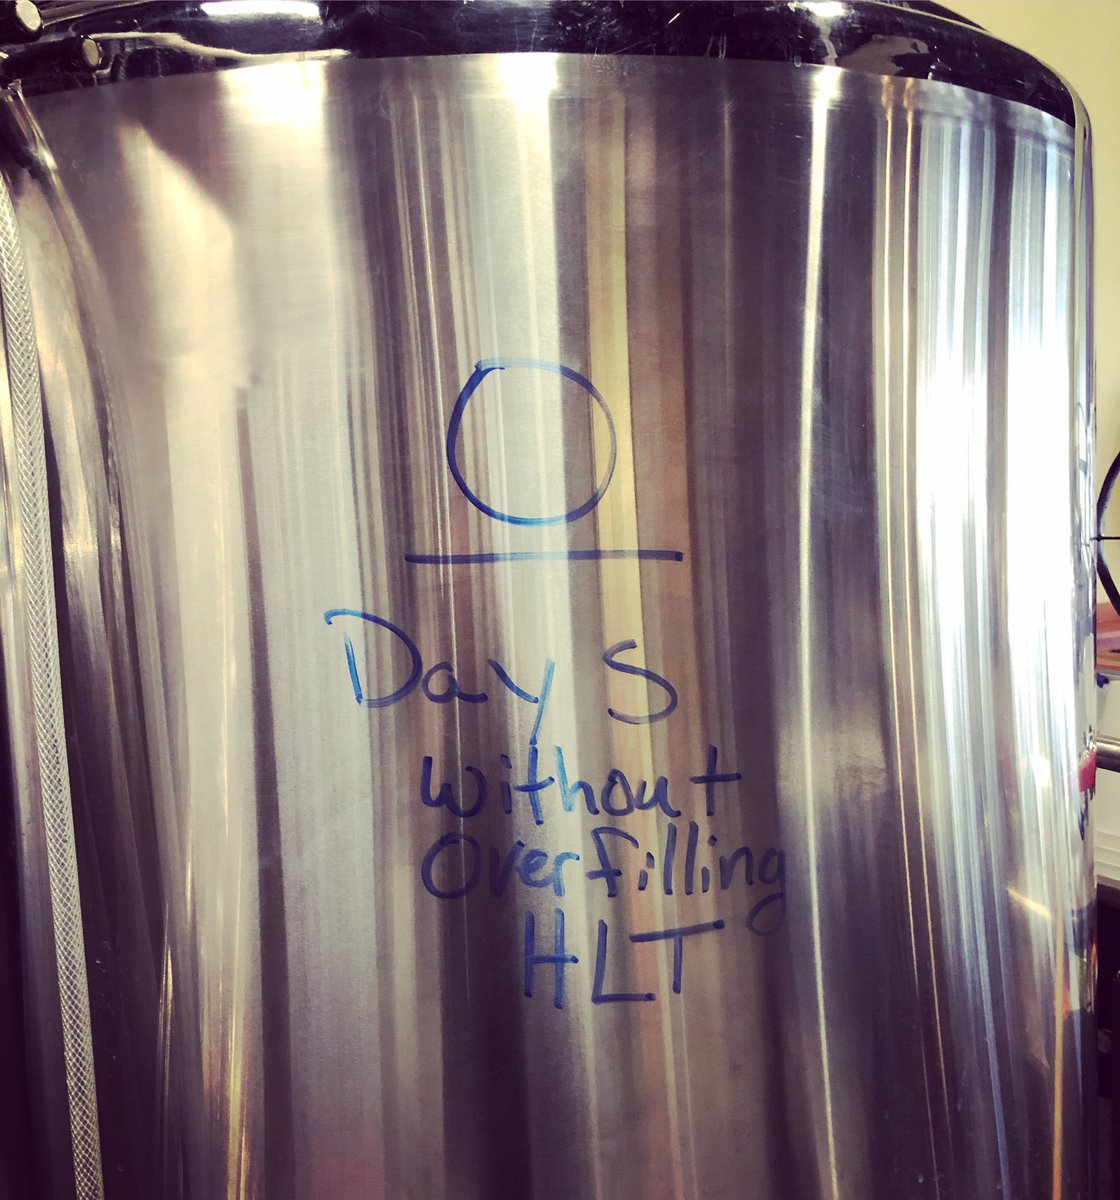 0
Days
without
Overfilling
HLT